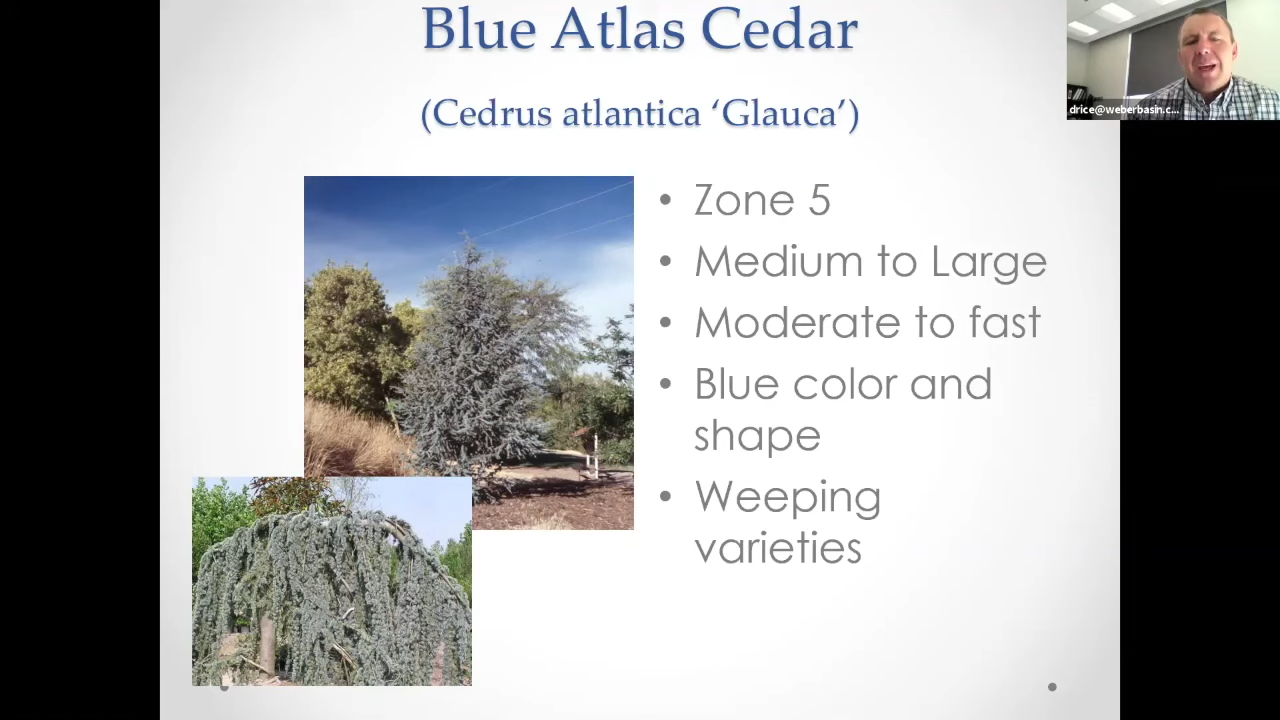 Blue Atlas Cedar
(Cedrus atlantica ‘Glauca’)
drice@weberbasin.c...
• Zone 5
• Medium to Large
• Moderate to fast
• Blue color and
shape
• Weeping
varieties